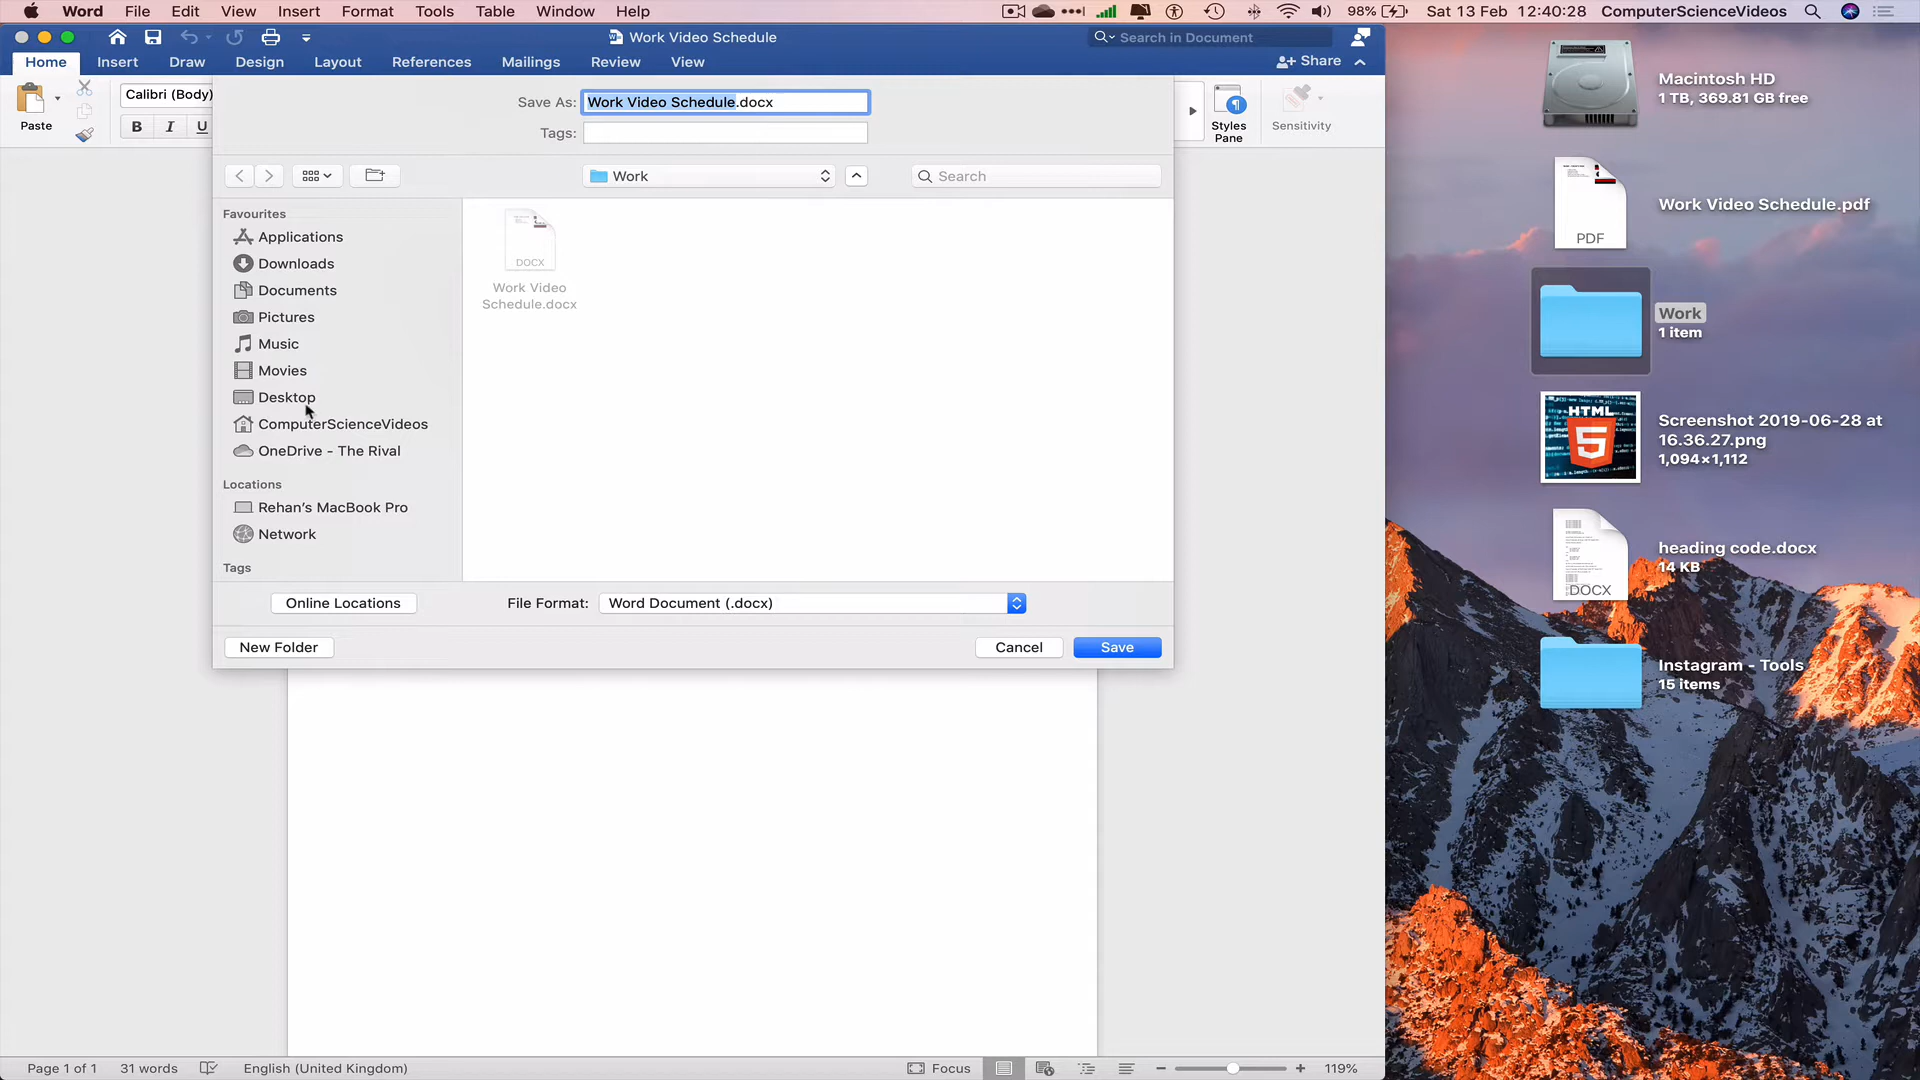 Word File Edit View Insert Format Tools Table Window Help
98% Sat 13 Feb 12:40:28 ComputerScienceVideos
Work Video Schedule
Search in Document
Home Insert Draw Design Layout References Mailings Review View
Share
Paste
Calibri (Body)
B I U
Styles
Pane
Sensitivity
Save As: Work Video Schedule.docx
Tags:
Work
Search
Favourites
Applications
Downloads
Documents
Pictures
Music
Movies
Desktop
ComputerScienceVideos
OneDrive - The Rival
Locations
Rehan's MacBook Pro
Network
Tags
DOCX
Work Video
Schedule.docx
Online Locations
File Format: Word Document (.docx)
New Folder
Cancel
Save
Page 1 of 1 31 words English (United Kingdom)
Focus
119%
Macintosh HD
1 TB, 369.81 GB free
PDF
Work Video Schedule.pdf
Work
1 item
HTML
5
Screenshot 2019-06-28 at
16.36.27.png
1,094×1,112
DOCX
heading code.docx
14 KB
Instagram - Tools
15 items